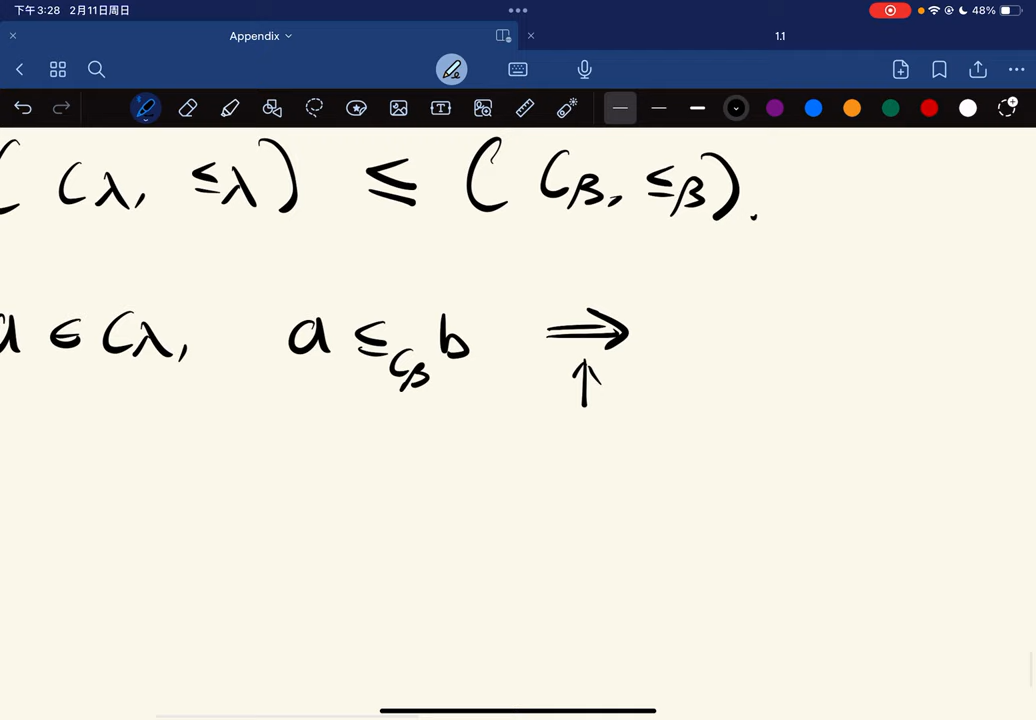 下午3:28 2月11日周日
48%
Appendix
1.1
( Cλ, ≤λ) ≤ ( Cβ, ≤β).
a ∈ Cλ, a ≤Cβ b ⟹
↑